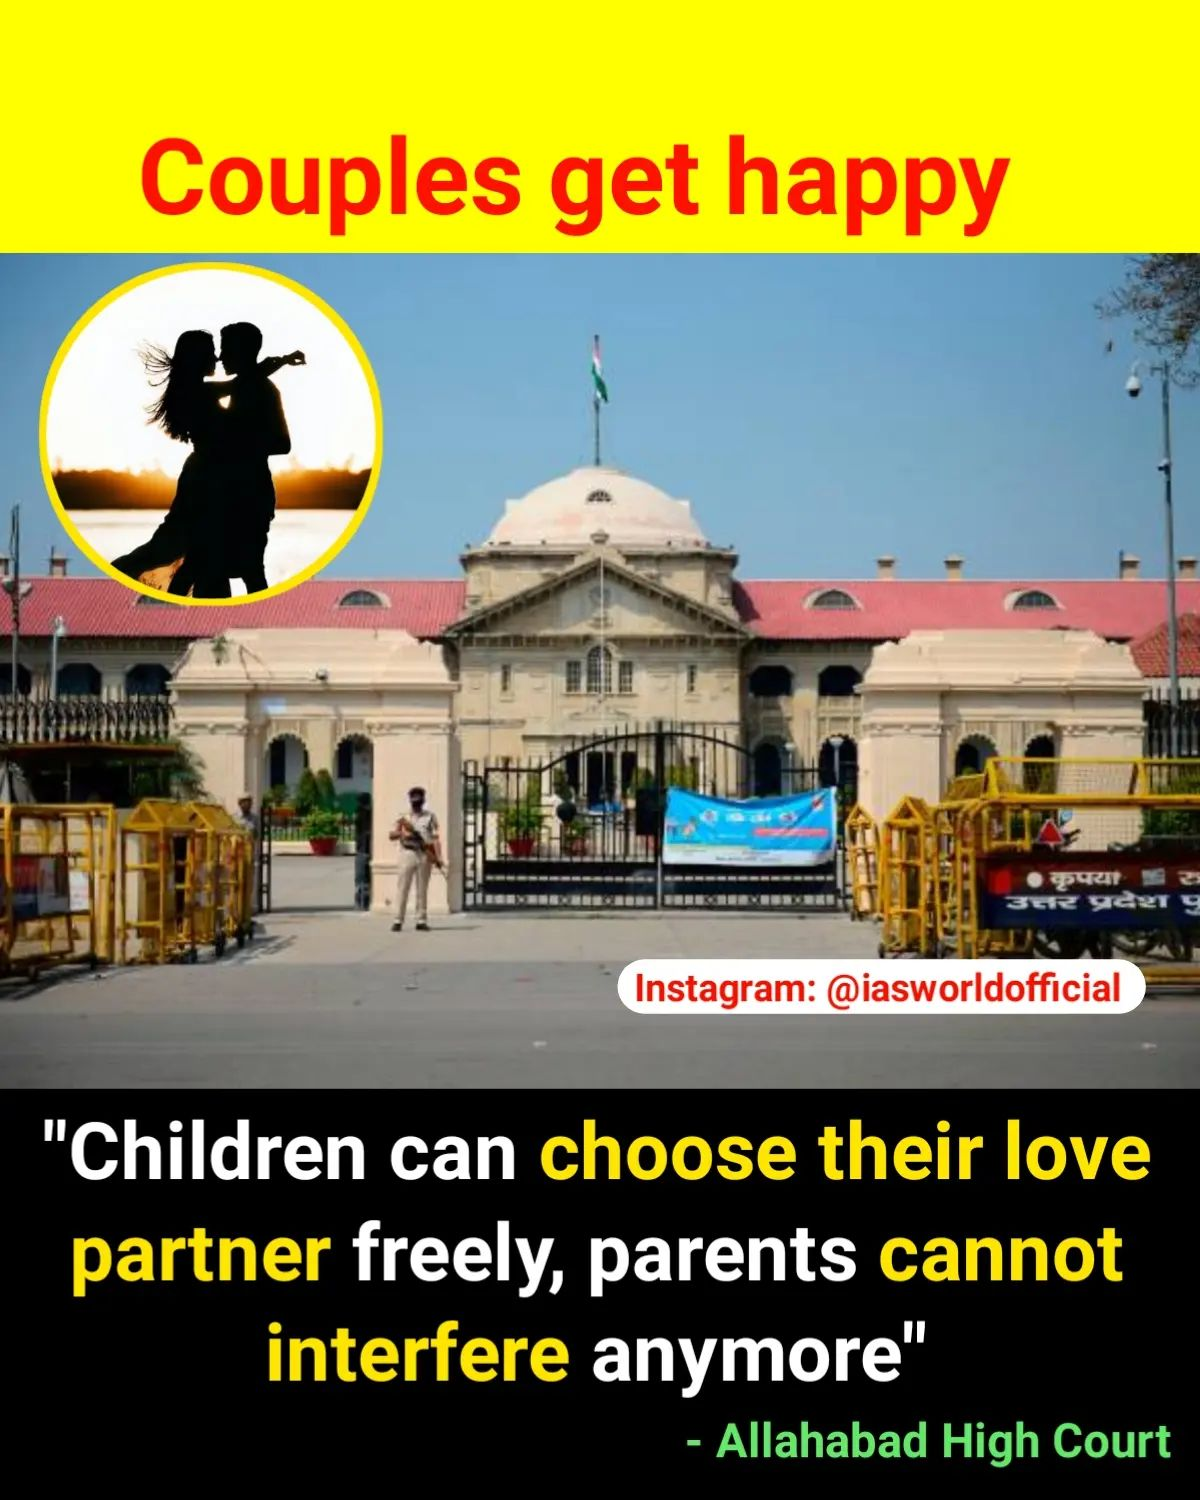 Couples get happy
● कृपया
उत्तर प्रदेश
Instagram: @iasworldofficial
"Children can choose their love
partner freely, parents cannot
interfere anymore"
- Allahabad High Court